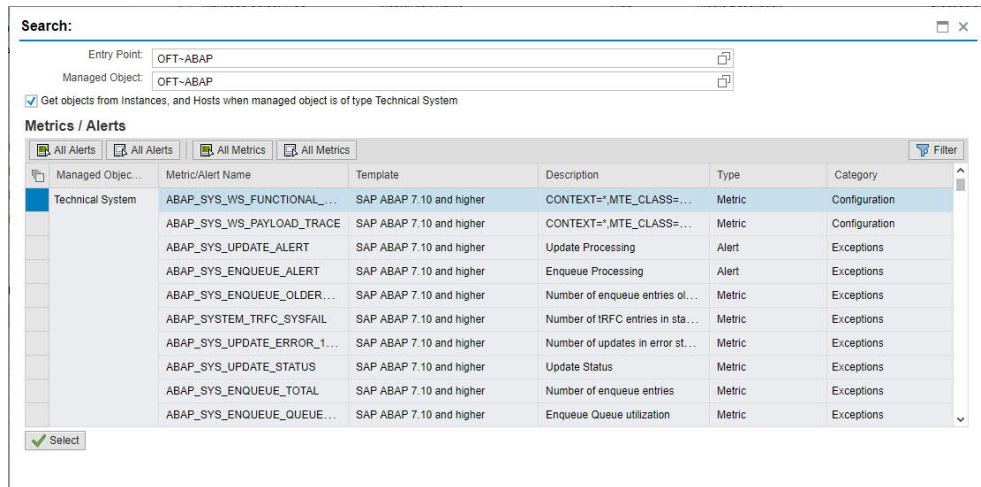 Search:
Entry Point: OFT~ABAP
Managed Object: OFT~ABAP
Get objects from Instances, and Hosts when managed object is of type Technical System
Metrics / Alerts
All Alerts All Alerts All Metrics All Metrics Filter
Managed Objec... Metric/Alert Name Template Description Type Category
Technical System ABAP_SYS_WS_FUNCTIONAL_... SAP ABAP 7.10 and higher CONTEXT=*,MTE_CLASS=... Metric Configuration
ABAP_SYS_WS_PAYLOAD_TRACE SAP ABAP 7.10 and higher CONTEXT=*,MTE_CLASS=... Metric Configuration
ABAP_SYS_UPDATE_ALERT SAP ABAP 7.10 and higher Update Processing Alert Exceptions
ABAP_SYS_ENQUEUE_ALERT SAP ABAP 7.10 and higher Enqueue Processing Alert Exceptions
ABAP_SYS_ENQUEUE_OLDER... SAP ABAP 7.10 and higher Number of enqueue entries ol... Metric Exceptions
ABAP_SYSTEM_TRFC_SYSFAIL SAP ABAP 7.10 and higher Number of tRFC entries in sta... Metric Exceptions
ABAP_SYS_UPDATE_ERROR_1... SAP ABAP 7.10 and higher Number of updates in error st... Metric Exceptions
ABAP_SYS_UPDATE_STATUS SAP ABAP 7.10 and higher Update Status Metric Exceptions
ABAP_SYS_ENQUEUE_TOTAL SAP ABAP 7.10 and higher Number of enqueue entries Metric Exceptions
ABAP_SYS_ENQUEUE_QUEUE... SAP ABAP 7.10 and higher Enqueue Queue utilization Metric Exceptions
Select